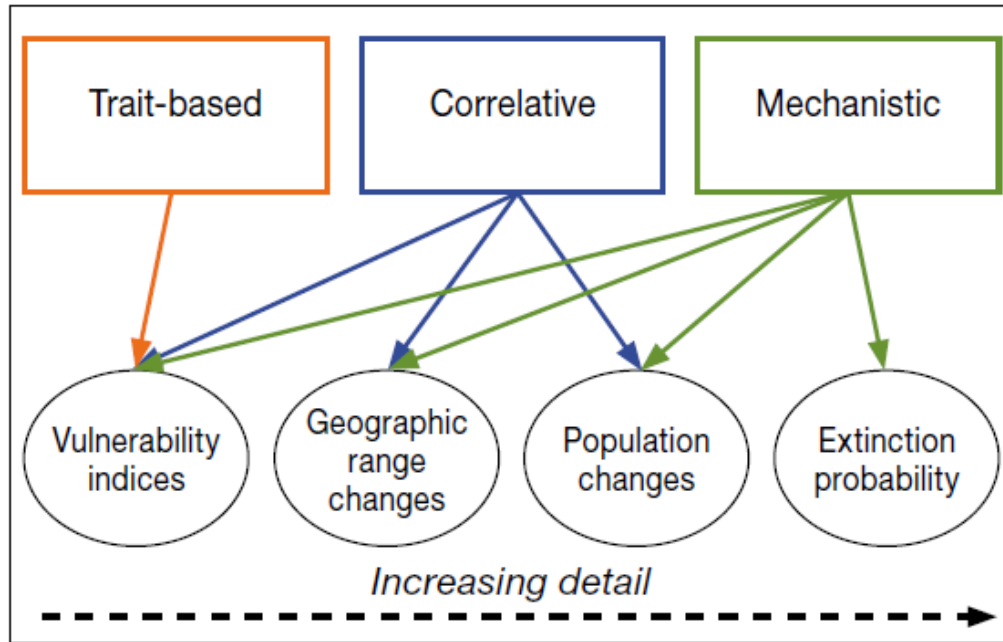 Trait-based
Correlative
Mechanistic
Vulnerability
indices
Geographic
range
changes
Population
changes
Extinction
probability
Increasing detail